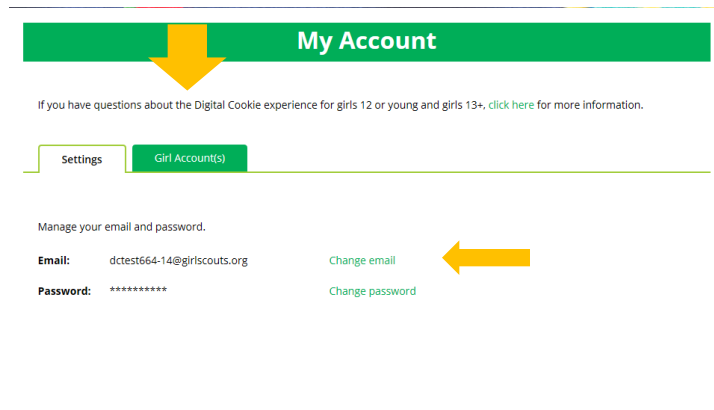 My Account
If you have questions about the Digital Cookie experience for girls 12 or young and girls 13+, click here for more information.
Settings Girl Account(s)
Manage your email and password.
Email: dctest664-14@girlscouts.org Change email
Password: ********** Change password